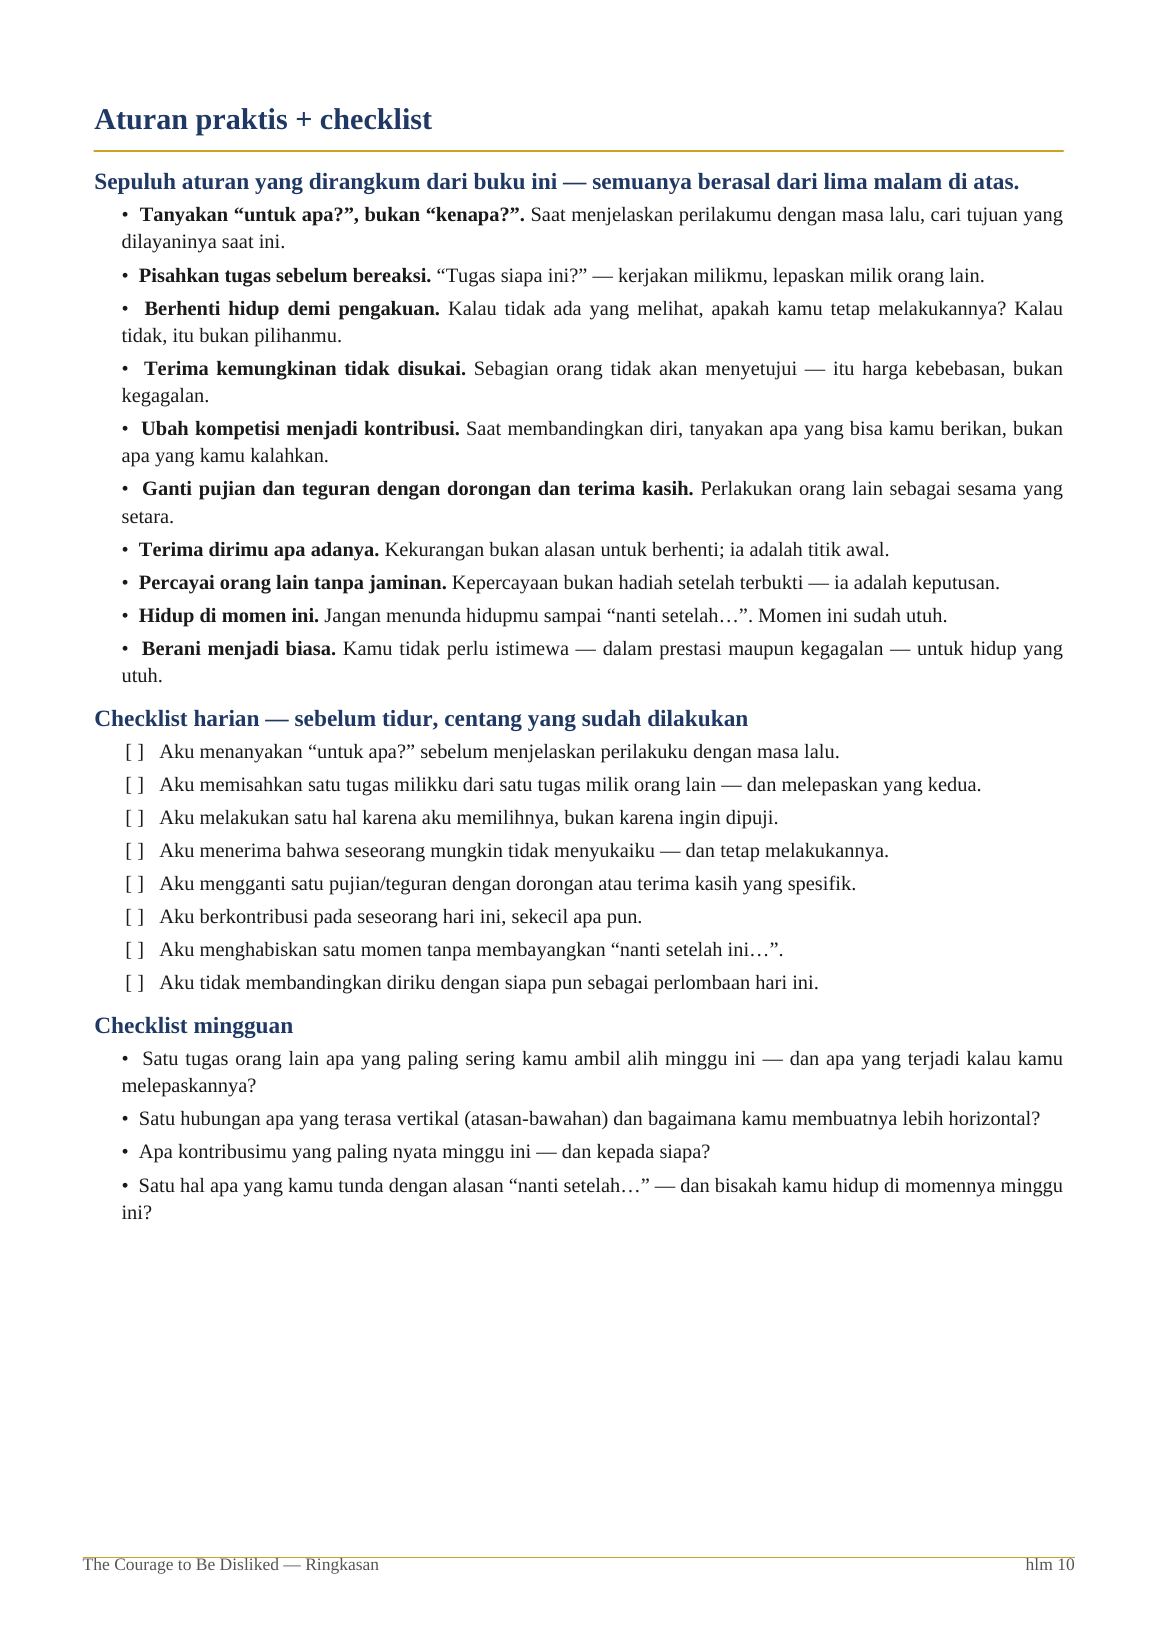 Aturan praktis + checklist
Sepuluh aturan yang dirangkum dari buku ini — semuanya berasal dari lima malam di atas.
• Tanyakan “untuk apa?”, bukan “kenapa?”. Saat menjelaskan perilakumu dengan masa lalu, cari tujuan yang
dilayaninya saat ini.
• Pisahkan tugas sebelum bereaksi. “Tugas siapa ini?” — kerjakan milikmu, lepaskan milik orang lain.
• Berhenti hidup demi pengakuan. Kalau tidak ada yang melihat, apakah kamu tetap melakukannya? Kalau
tidak, itu bukan pilihanmu.
• Terima kemungkinan tidak disukai. Sebagian orang tidak akan menyetujui — itu harga kebebasan, bukan
kegagalan.
• Ubah kompetisi menjadi kontribusi. Saat membandingkan diri, tanyakan apa yang bisa kamu berikan, bukan
apa yang kamu kalahkan.
• Ganti pujian dan teguran dengan dorongan dan terima kasih. Perlakukan orang lain sebagai sesama yang
setara.
• Terima dirimu apa adanya. Kekurangan bukan alasan untuk berhenti; ia adalah titik awal.
• Percayai orang lain tanpa jaminan. Kepercayaan bukan hadiah setelah terbukti — ia adalah keputusan.
• Hidup di momen ini. Jangan menunda hidupmu sampai “nanti setelah…”. Momen ini sudah utuh.
• Berani menjadi biasa. Kamu tidak perlu istimewa — dalam prestasi maupun kegagalan — untuk hidup yang
utuh.
Checklist harian — sebelum tidur, centang yang sudah dilakukan
[ ] Aku menanyakan “untuk apa?” sebelum menjelaskan perilakuku dengan masa lalu.
[ ] Aku memisahkan satu tugas milikku dari satu tugas milik orang lain — dan melepaskan yang kedua.
[ ] Aku melakukan satu hal karena aku memilihnya, bukan karena ingin dipuji.
[ ] Aku menerima bahwa seseorang mungkin tidak menyukaiku — dan tetap melakukannya.
[ ] Aku mengganti satu pujian/teguran dengan dorongan atau terima kasih yang spesifik.
[ ] Aku berkontribusi pada seseorang hari ini, sekecil apa pun.
[ ] Aku menghabiskan satu momen tanpa membayangkan “nanti setelah ini…”.
[ ] Aku tidak membandingkan diriku dengan siapa pun sebagai perlombaan hari ini.
Checklist mingguan
• Satu tugas orang lain apa yang paling sering kamu ambil alih minggu ini — dan apa yang terjadi kalau kamu
melepaskannya?
• Satu hubungan apa yang terasa vertikal (atasan-bawahan) dan bagaimana kamu membuatnya lebih horizontal?
• Apa kontribusimu yang paling nyata minggu ini — dan kepada siapa?
• Satu hal apa yang kamu tunda dengan alasan “nanti setelah…” — dan bisakah kamu hidup di momennya minggu
ini?
The Courage to Be Disliked — Ringkasan
hlm 10